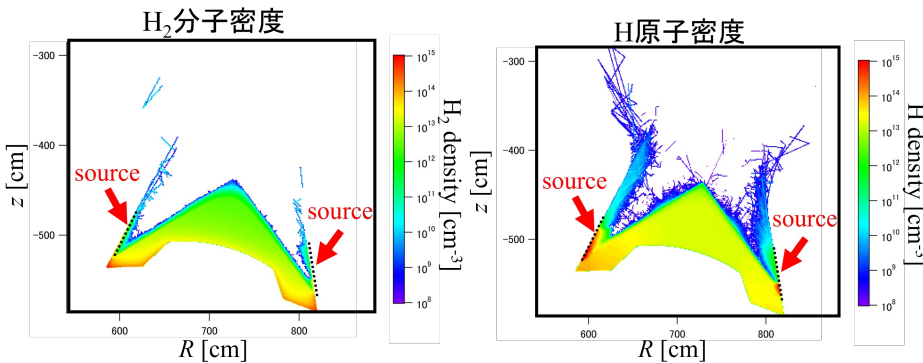 H₂分子密度
-300
-400
-500
z [cm]
600
700
800
R [cm]
source
source
10¹⁵
10¹⁴
10¹³
10¹²
10¹¹
10¹⁰
10⁹
10⁸
H₂ density [cm⁻³]
H原子密度
-300
-400
-500
z [cm]
600
700
800
R [cm]
source
source
10¹⁵
10¹⁴
10¹³
10¹²
10¹¹
10¹⁰
10⁹
10⁸
H density [cm⁻³]